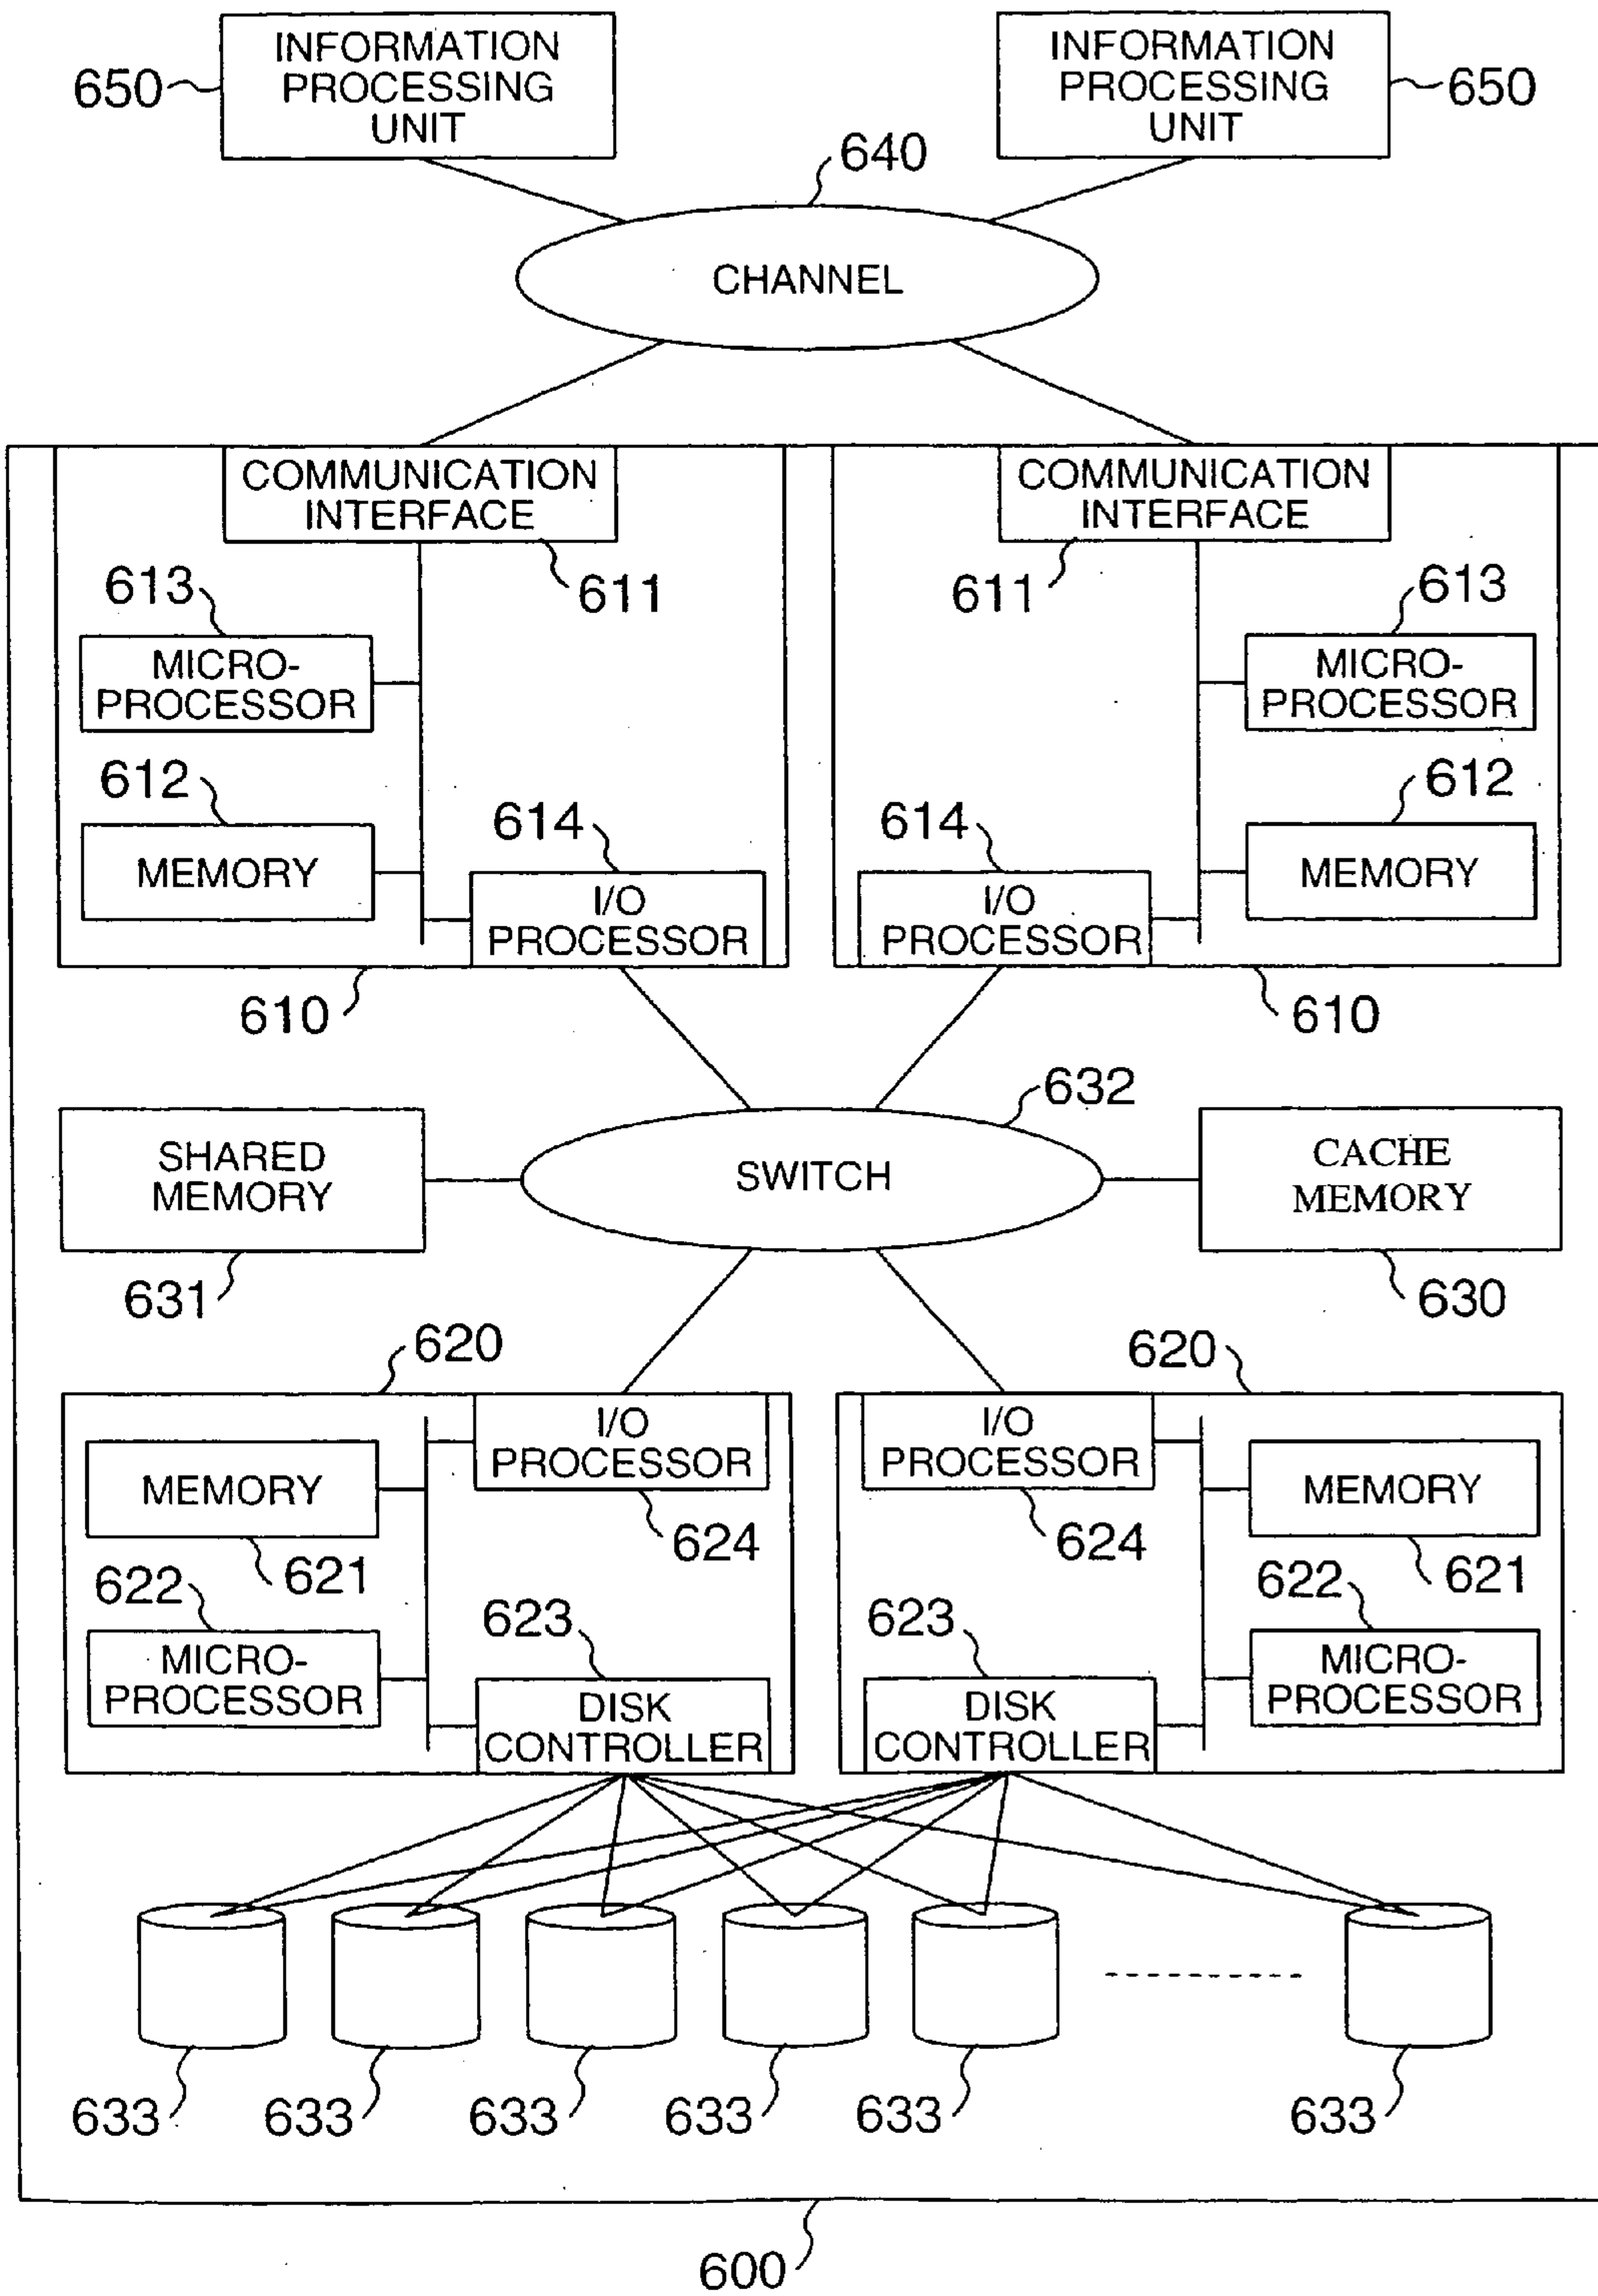 INFORMATION
PROCESSING
UNIT
650
INFORMATION
PROCESSING
UNIT
650
640
CHANNEL
COMMUNICATION
INTERFACE
611
COMMUNICATION
INTERFACE
611
613
MICRO-
PROCESSOR
613
MICRO-
PROCESSOR
612
MEMORY
614
I/O
PROCESSOR
614
I/O
PROCESSOR
612
MEMORY
610
610
632
SHARED
MEMORY
631
SWITCH
CACHE
MEMORY
630
620
620
I/O
PROCESSOR
624
MEMORY
621
I/O
PROCESSOR
624
MEMORY
621
622
MICRO-
PROCESSOR
623
DISK
CONTROLLER
623
DISK
CONTROLLER
622
MICRO-
PROCESSOR
633
633
633
633
633
633
600